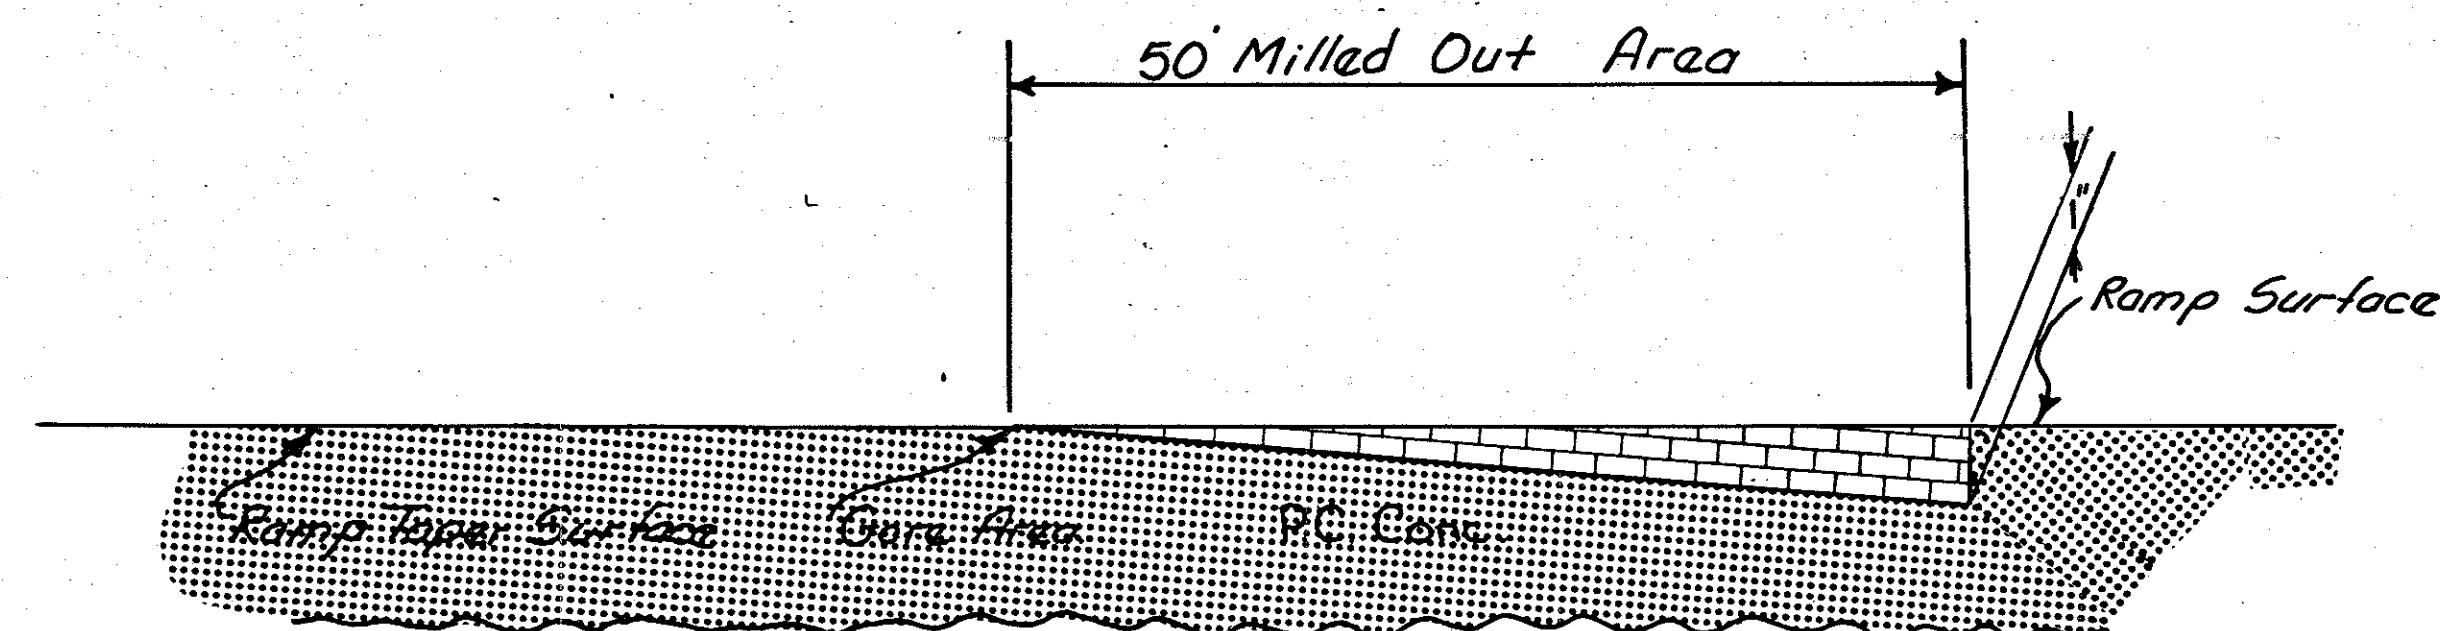 50' Milled Out Area
1"
Ramp Surface
Ramp Taper Surface
Gore Area
P.C. Conc.